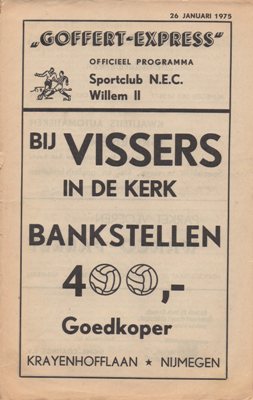 26 JANUARI 1975
„GOFFERT-EXPRESS"
OFFICIEEL PROGRAMMA
Sportclub N.E.C.
Willem II
BIJ VISSERS
IN DE KERK
BANKSTELLEN
400,-
Goedkoper
KRAYENHOFFLAAN ★ NIJMEGEN